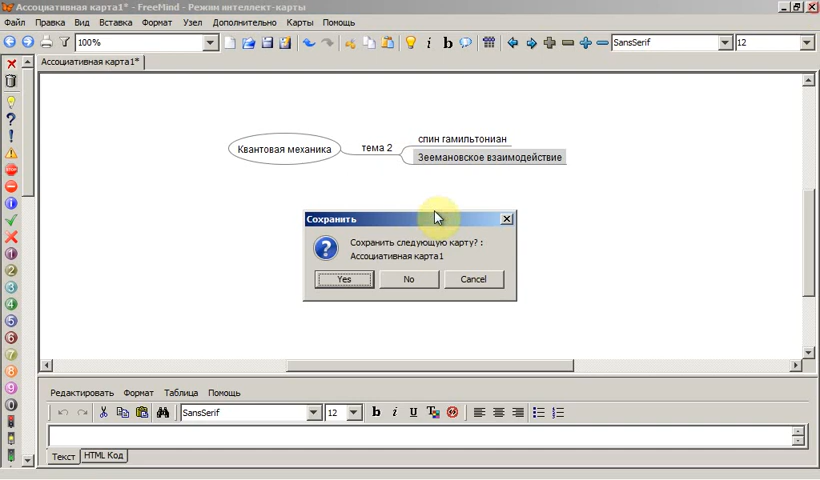 Ассоциативная карта1* - FreeMind - Режим интеллект-карты
Файл Правка Вид Вставка Формат Узел Дополнительно Карты Помощь
100% SansSerif 12
Ассоциативная карта1*
Квантовая механика
тема 2
спин гамильтониан
Зеемановское взаимодействие
Сохранить
Сохранить следующую карту? :
Ассоциативная карта1
Yes No Cancel
Редактировать Формат Таблица Помощь
SansSerif 12
Текст HTML Код